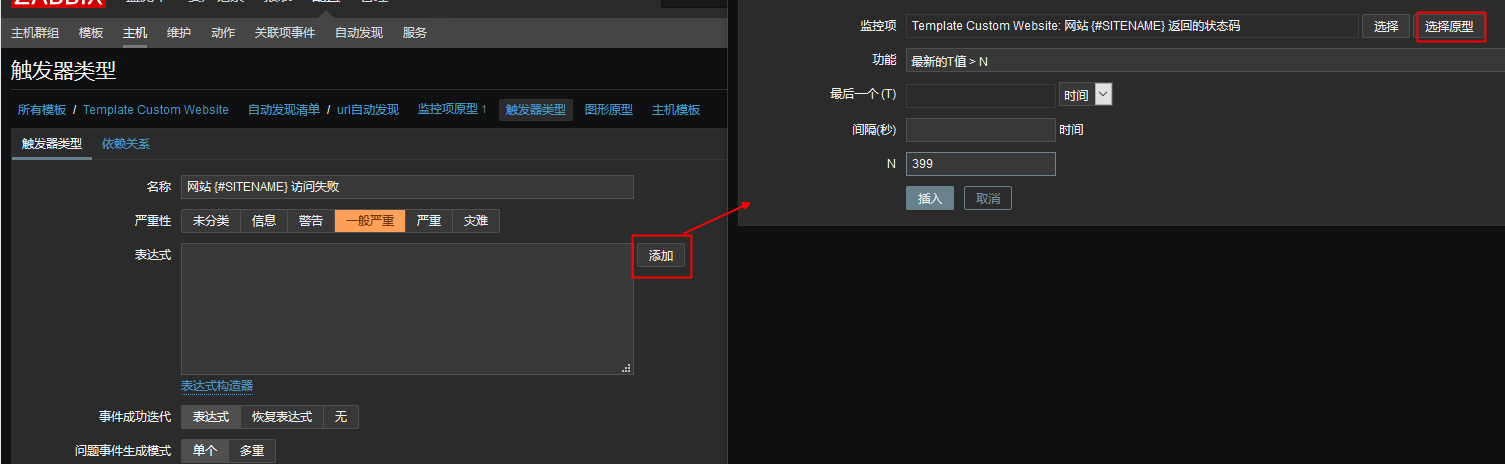 ZABBIX
主机群组 模板 主机 维护 动作 关联项事件 自动发现 服务
触发器类型
所有模板 / Template Custom Website 自动发现清单 / url自动发现 监控项原型 1 触发器类型 图形原型 主机模板
触发器类型 依赖关系
名称 网站 {#SITENAME} 访问失败
严重性 未分类 信息 警告 一般严重 严重 灾难
表达式 添加
表达式构造器
事件成功迭代 表达式 恢复表达式 无
问题事件生成模式 单个 多重
监控项 Template Custom Website: 网站 {#SITENAME} 返回的状态码 选择 选择原型
功能 最新的T值 > N
最后一个 (T) 时间
间隔(秒) 时间
N 399
插入 取消